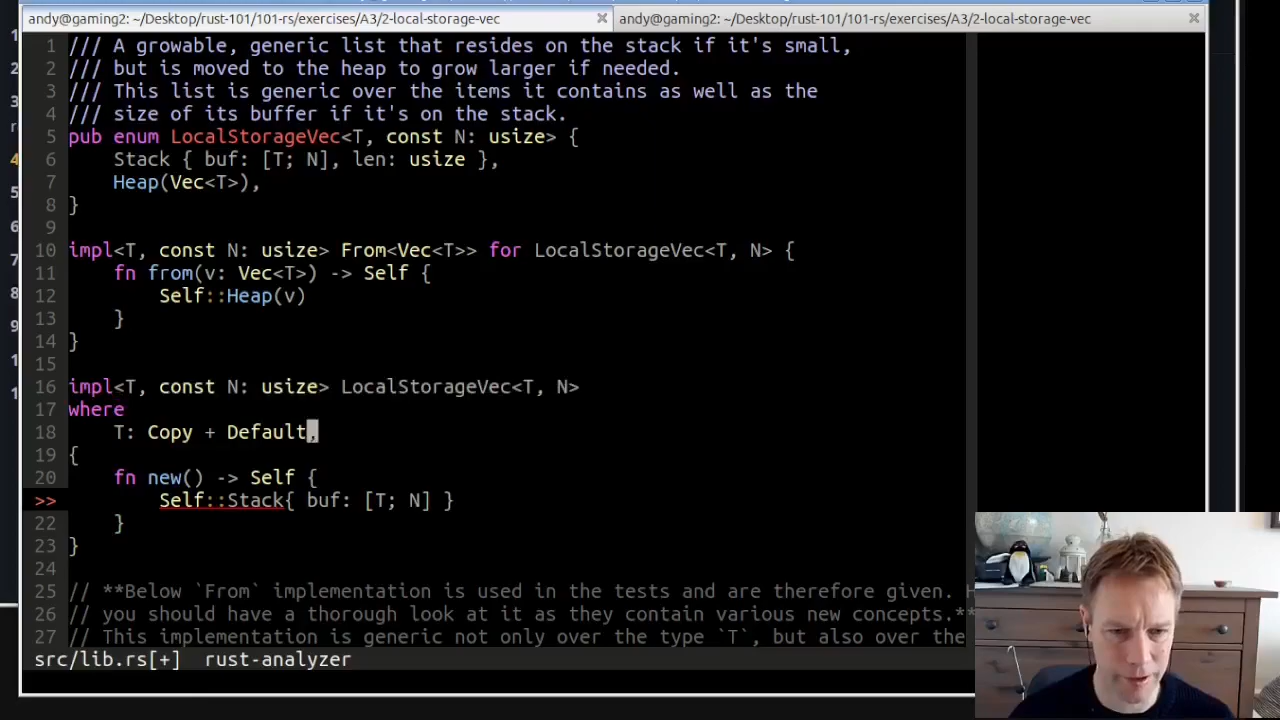 andy@gaming2: ~/Desktop/rust-101/101-rs/exercises/A3/2-local-storage-vec
andy@gaming2: ~/Desktop/rust-101/101-rs/exercises/A3/2-local-storage-vec
1 /// A growable, generic list that resides on the stack if it's small,
2 /// but is moved to the heap to grow larger if needed.
3 /// This list is generic over the items it contains as well as the
4 /// size of its buffer if it's on the stack.
5 pub enum LocalStorageVec<T, const N: usize> {
6     Stack { buf: [T; N], len: usize },
7     Heap(Vec<T>),
8 }
9
10 impl<T, const N: usize> From<Vec<T>> for LocalStorageVec<T, N> {
11     fn from(v: Vec<T>) -> Self {
12         Self::Heap(v)
13     }
14 }
15
16 impl<T, const N: usize> LocalStorageVec<T, N>
17 where
18     T: Copy + Default,
19 {
20     fn new() -> Self {
>>         Self::Stack{ buf: [T; N] }
22     }
23 }
24
25 // **Below `From` implementation is used in the tests and are therefore given.
26 // you should have a thorough look at it as they contain various new concepts.**
27 // This implementation is generic not only over the type `T`, but also over the
src/lib.rs[+]  rust-analyzer